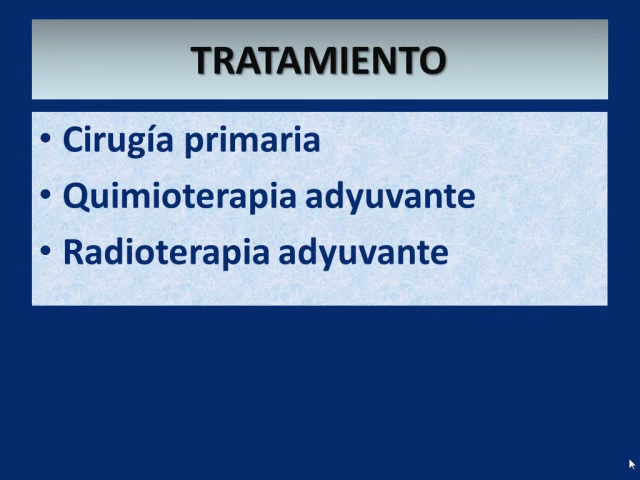 TRATAMIENTO
• Cirugía primaria
• Quimioterapia adyuvante
• Radioterapia adyuvante